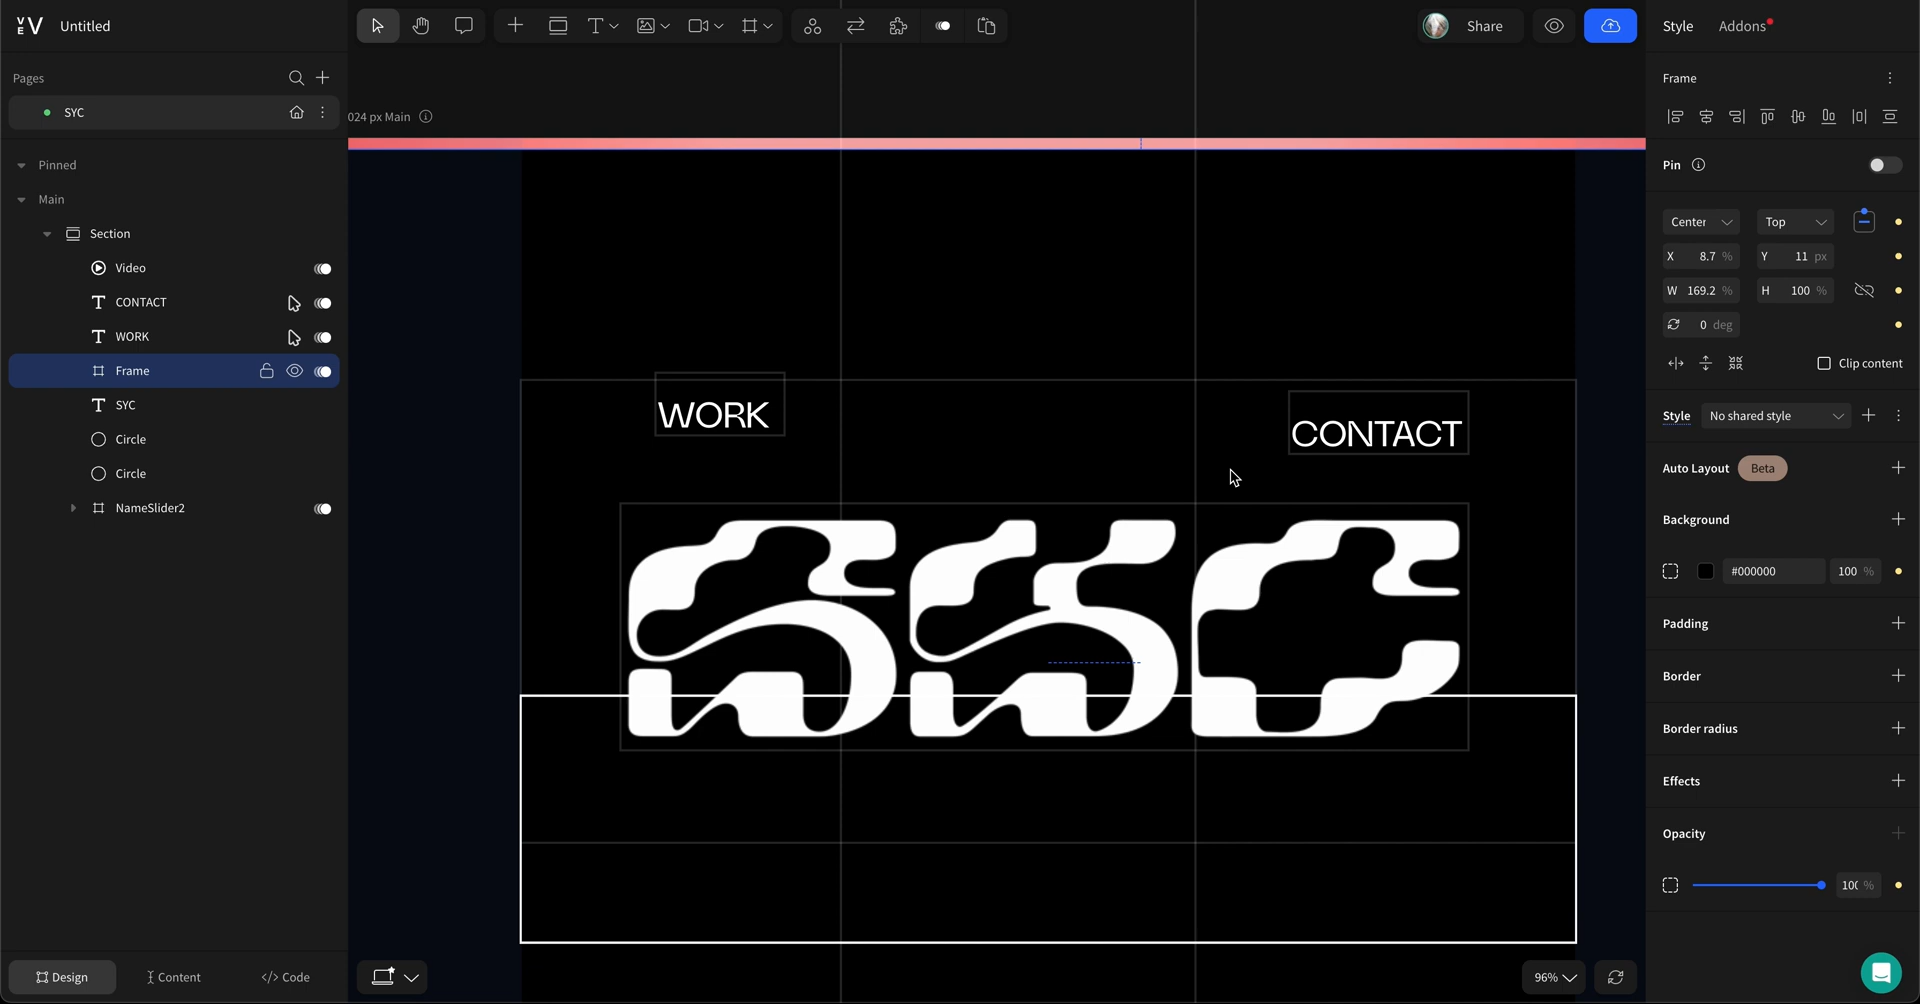 Untitled
Share
Style
Addons
Pages
SYC
024 px Main
Pinned
Main
Section
Video
CONTACT
WORK
Frame
SYC
Circle
Circle
NameSlider2
WORK
CONTACT
SYC
Design
Content
</> Code
96%
Frame
Pin
Center
Top
X 8.7 %
Y 11 px
W 169.2 %
H 100 %
0 deg
Clip content
Style
No shared style
Auto Layout
Beta
Background
#000000
100 %
Padding
Border
Border radius
Effects
Opacity
10 %